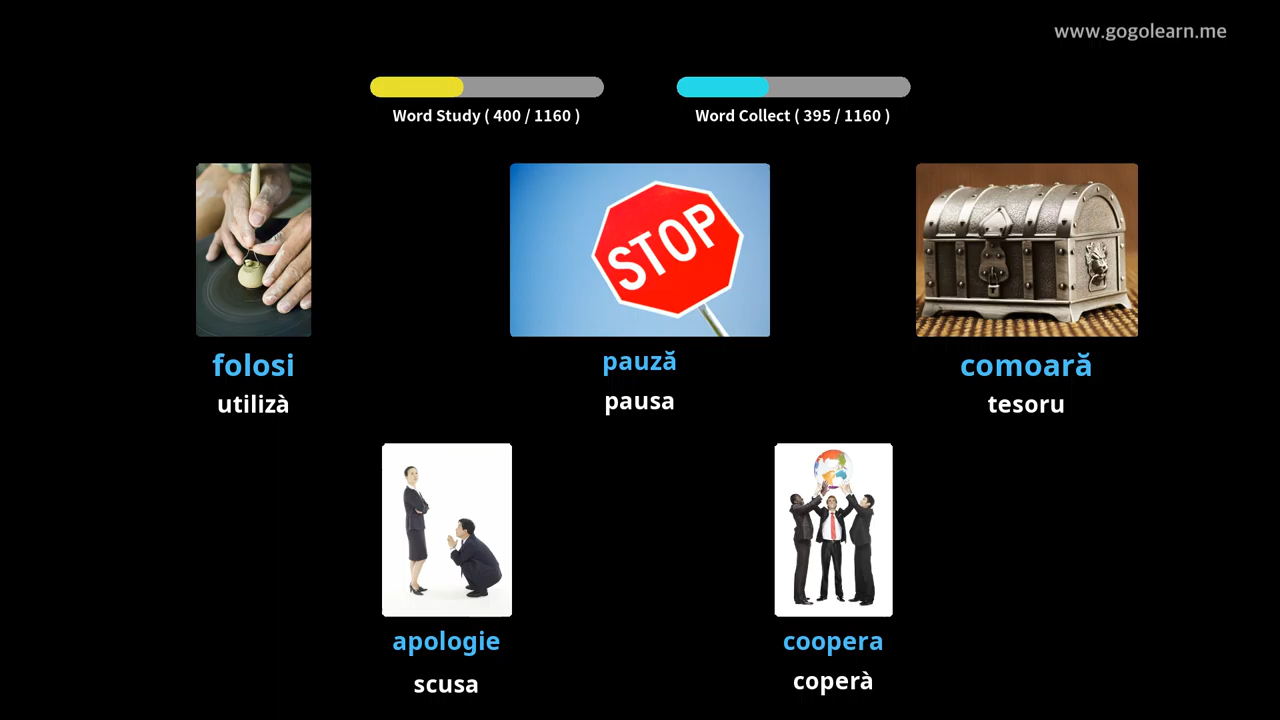 www.gogolearn.me
Word Study ( 400 / 1160 )
Word Collect ( 395 / 1160 )
STOP
folosi
utilizà
pauză
pausa
comoară
tesoru
apologie
scusa
coopera
coperà